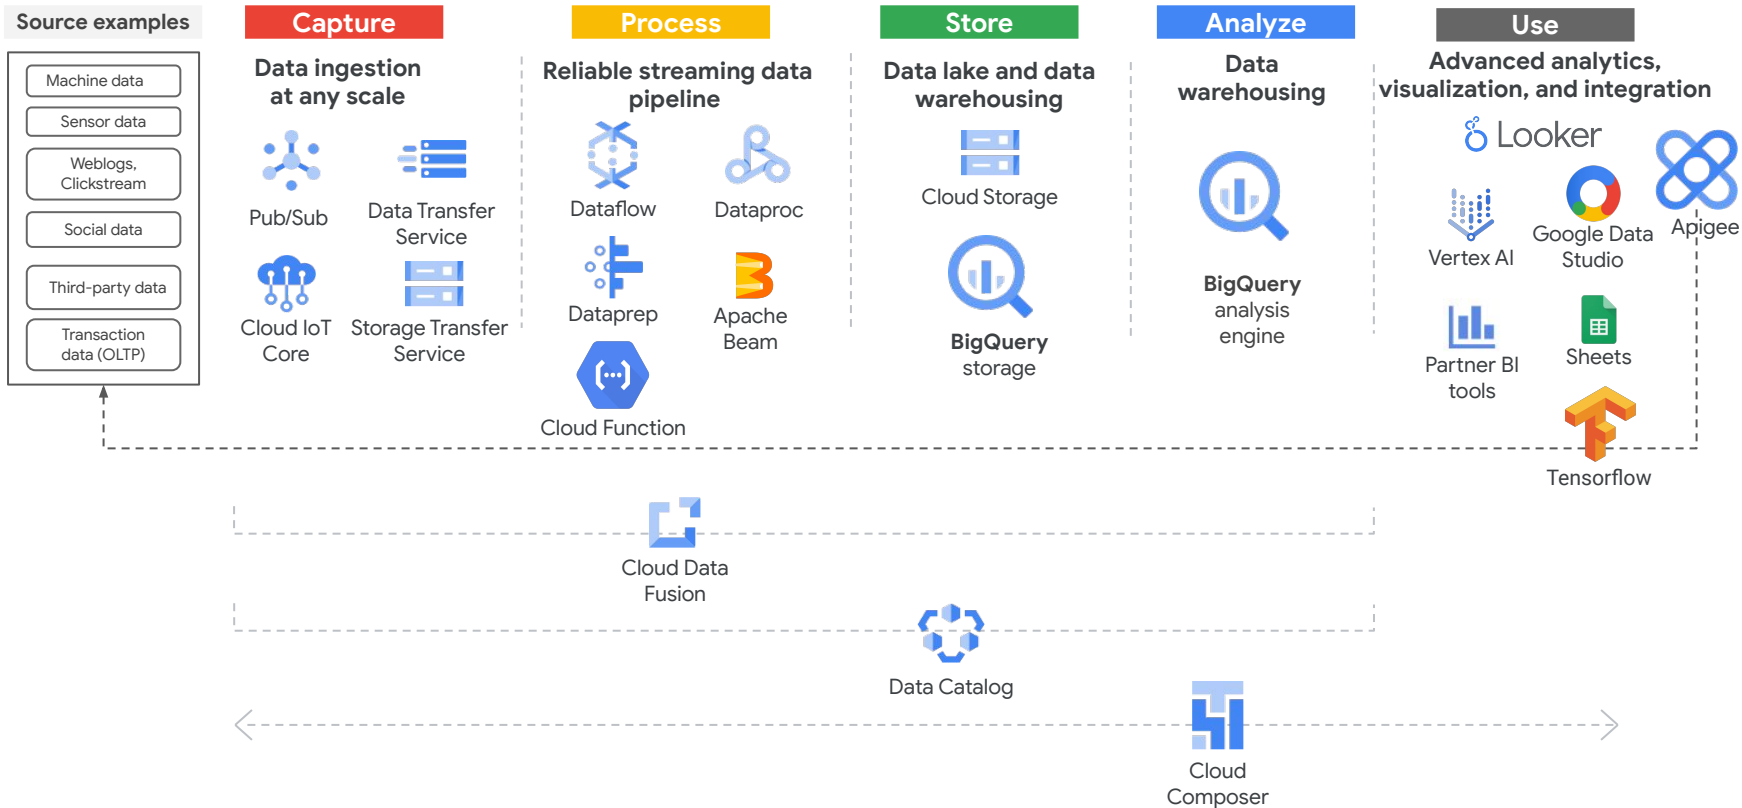 Source examples
Machine data
Sensor data
Weblogs,
Clickstream
Social data
Third-party data
Transaction
data (OLTP)
Capture
Data ingestion
at any scale
Pub/Sub
Data Transfer
Service
Cloud IoT
Core
Storage Transfer
Service
Process
Reliable streaming data
pipeline
Dataflow
Dataproc
Dataprep
Apache
Beam
Cloud Function
Store
Data lake and data
warehousing
Cloud Storage
BigQuery
storage
Analyze
Data
warehousing
BigQuery
analysis
engine
Use
Advanced analytics,
visualization, and integration
Looker
Apigee
Vertex AI
Google Data
Studio
Partner BI
tools
Sheets
Tensorflow
Cloud Data
Fusion
Data Catalog
Cloud
Composer